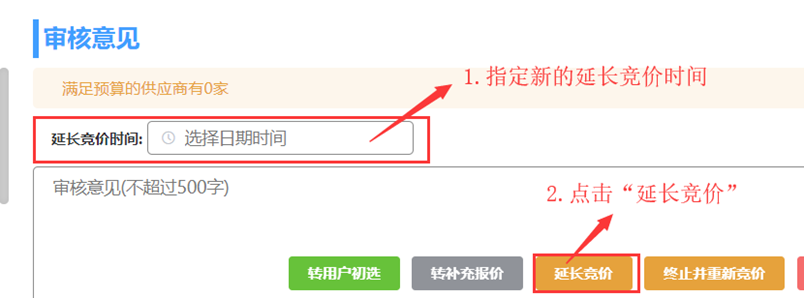 审核意见
1.指定新的延长竞价时间
满足预算的供应商有0家
延长竞价时间: 选择日期时间
审核意见(不超过500字)
2.点击“延长竞价”
转用户初选 转补充报价 延长竞价 终止并重新竞价